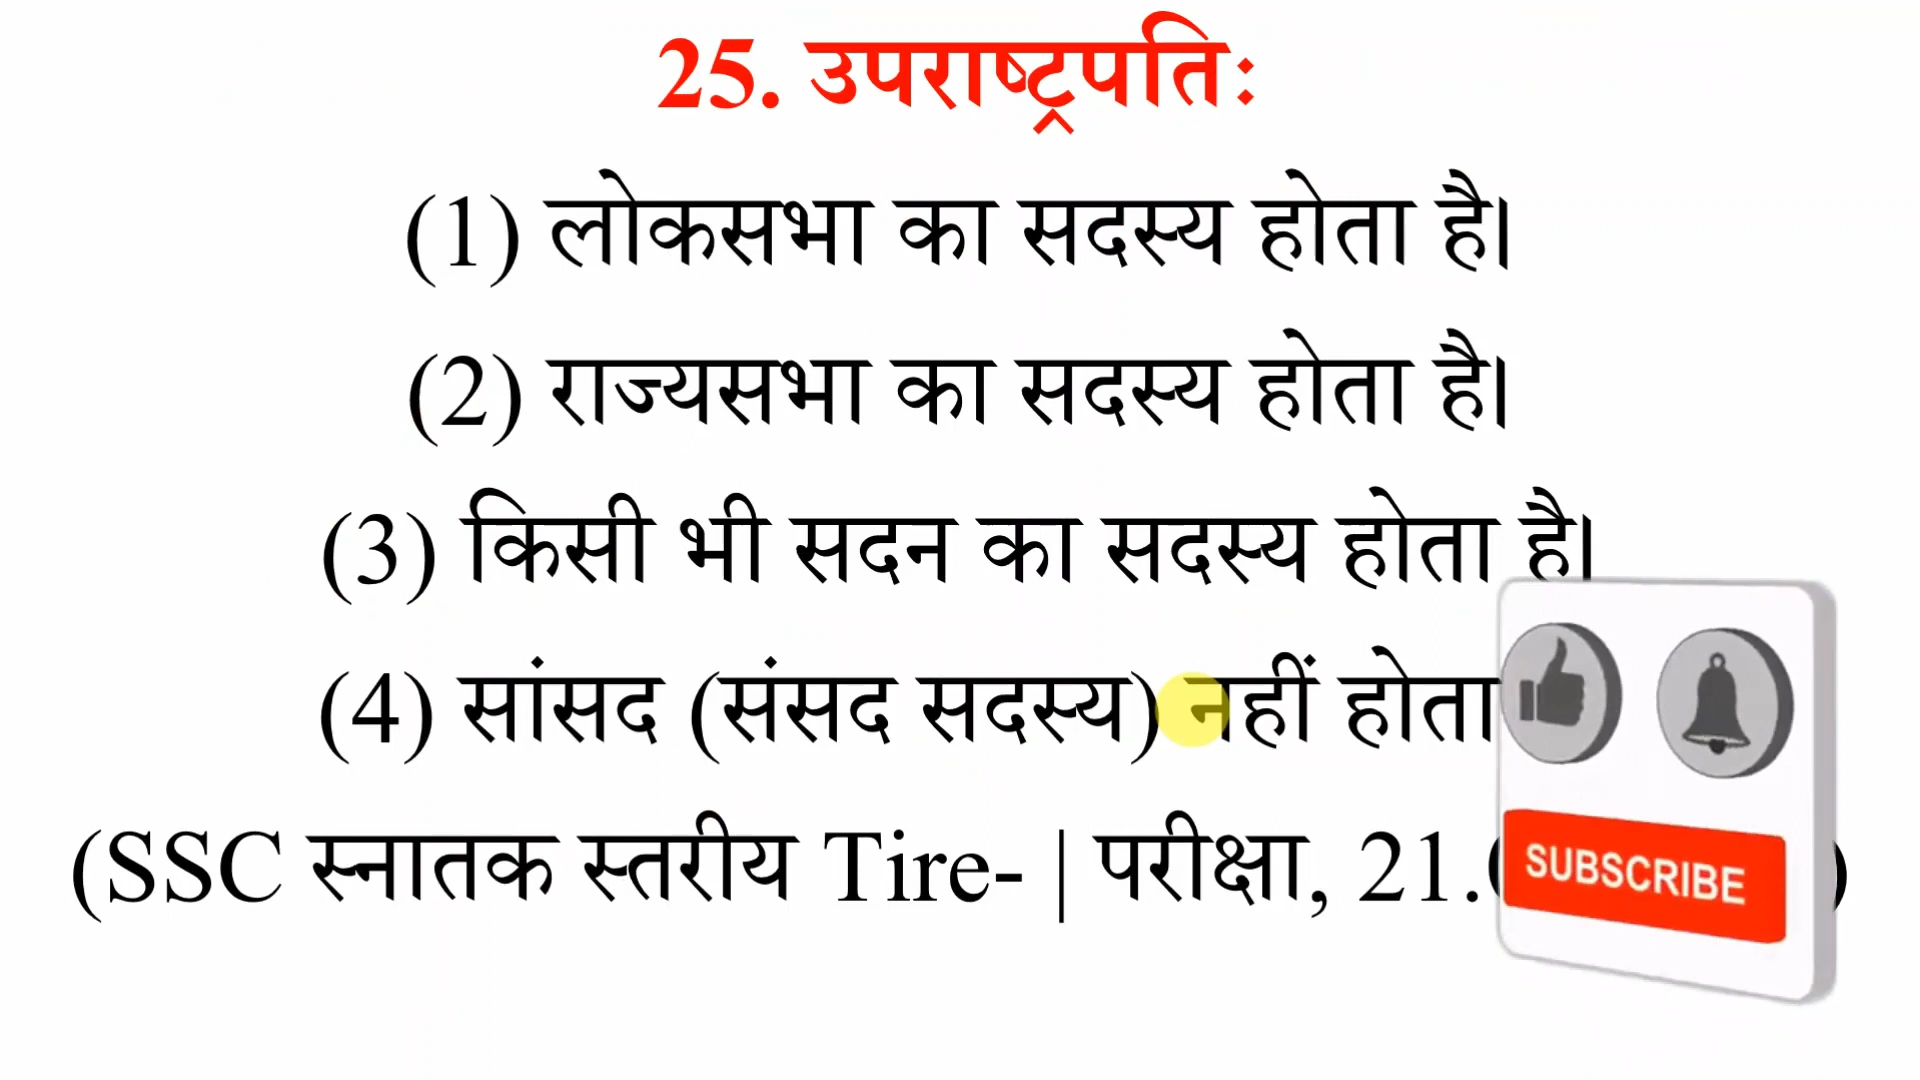 25. उपराष्ट्रपतिः
(1) लोकसभा का सदस्य होता है।
(2) राज्यसभा का सदस्य होता है।
(3) किसी भी सदन का सदस्य होता है।
(4) सांसद (संसद सदस्य) नहीं होता
(SSC स्नातक स्तरीय Tire- | परीक्षा, 21. )
SUBSCRIBE